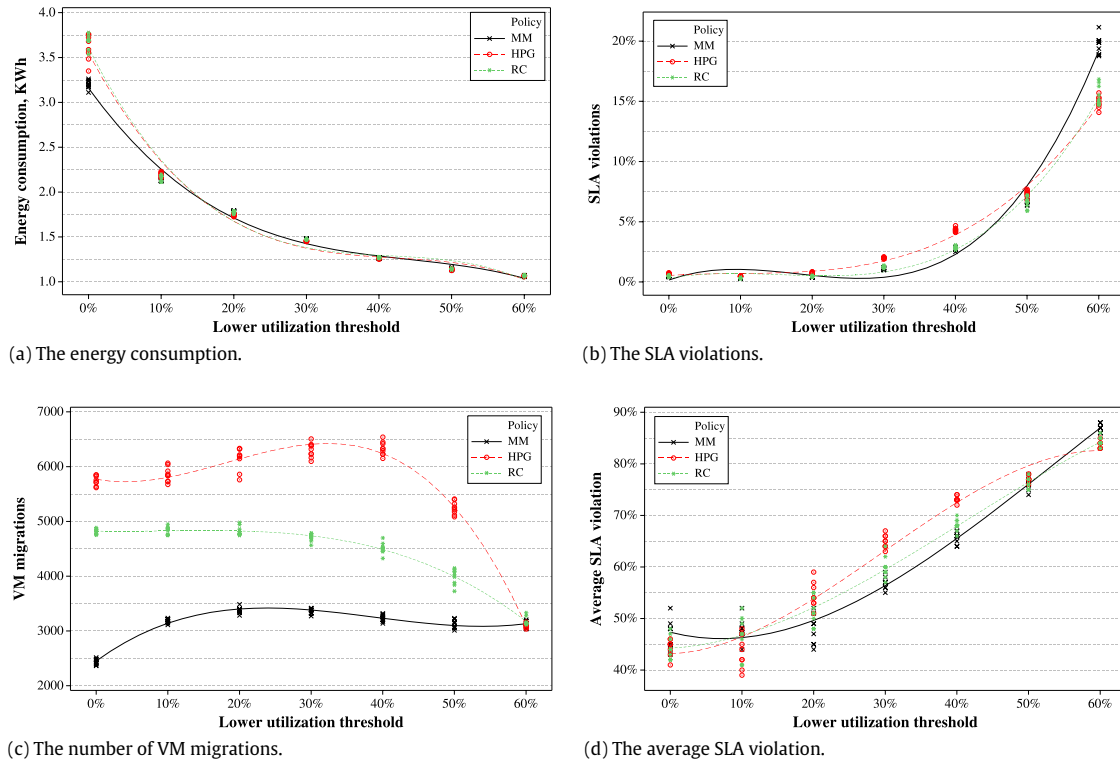 4.0
3.5
3.0
2.5
2.0
1.5
1.0
Energy consumption, KWh
0% 10% 20% 30% 40% 50% 60%
Lower utilization threshold
Policy
MM
HPG
RC
(a) The energy consumption.
20%
15%
10%
5%
0%
SLA violations
0% 10% 20% 30% 40% 50% 60%
Lower utilization threshold
Policy
MM
HPG
RC
(b) The SLA violations.
7000
6000
5000
4000
3000
2000
VM migrations
0% 10% 20% 30% 40% 50% 60%
Lower utilization threshold
Policy
MM
HPG
RC
(c) The number of VM migrations.
90%
80%
70%
60%
50%
40%
Average SLA violation
0% 10% 20% 30% 40% 50% 60%
Lower utilization threshold
Policy
MM
HPG
RC
(d) The average SLA violation.